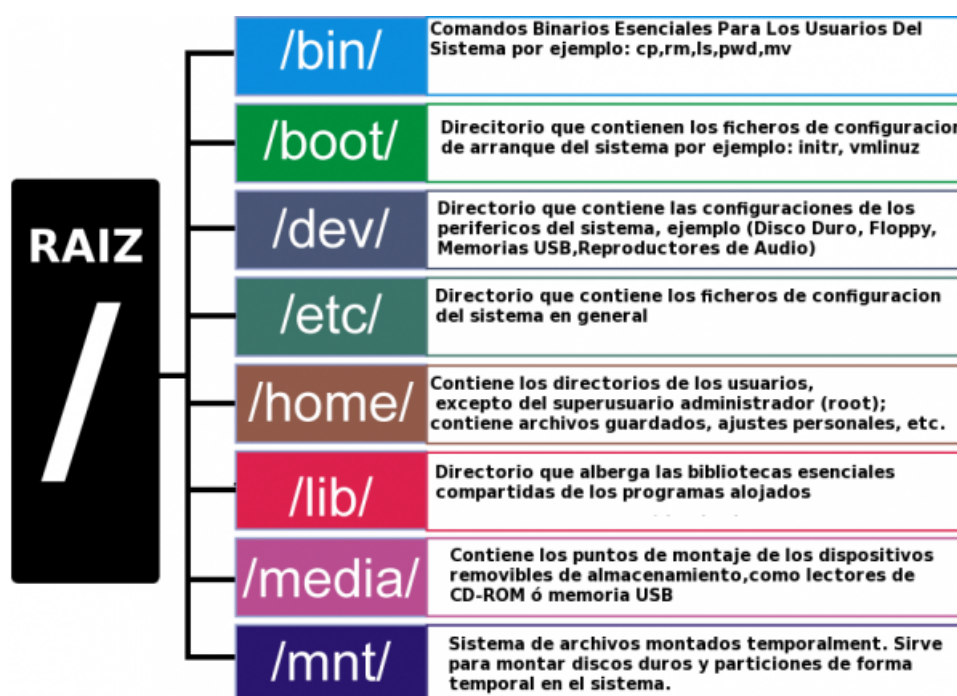 RAIZ
/
/bin/
Comandos Binarios Esenciales Para Los Usuarios Del
Sistema por ejemplo: cp,rm,ls,pwd,mv
/boot/
Direcitorio que contienen los ficheros de configuracion
de arranque del sistema por ejemplo: initr, vmlinuz
/dev/
Directorio que contiene las configuraciones de los
perifericos del sistema, ejemplo (Disco Duro, Floppy,
Memorias USB,Reproductores de Audio)
/etc/
Directorio que contiene los ficheros de configuracion
del sistema en general
/home/
Contiene los directorios de los usuarios,
excepto del superusuario administrador (root);
contiene archivos guardados, ajustes personales, etc.
/lib/
Directorio que alberga las bibliotecas esenciales
compartidas de los programas alojados
/media/
Contiene los puntos de montaje de los dispositivos
removibles de almacenamiento,como lectores de
CD-ROM ó memoria USB
/mnt/
Sistema de archivos montados temporalment. Sirve
para montar discos duros y particiones de forma
temporal en el sistema.